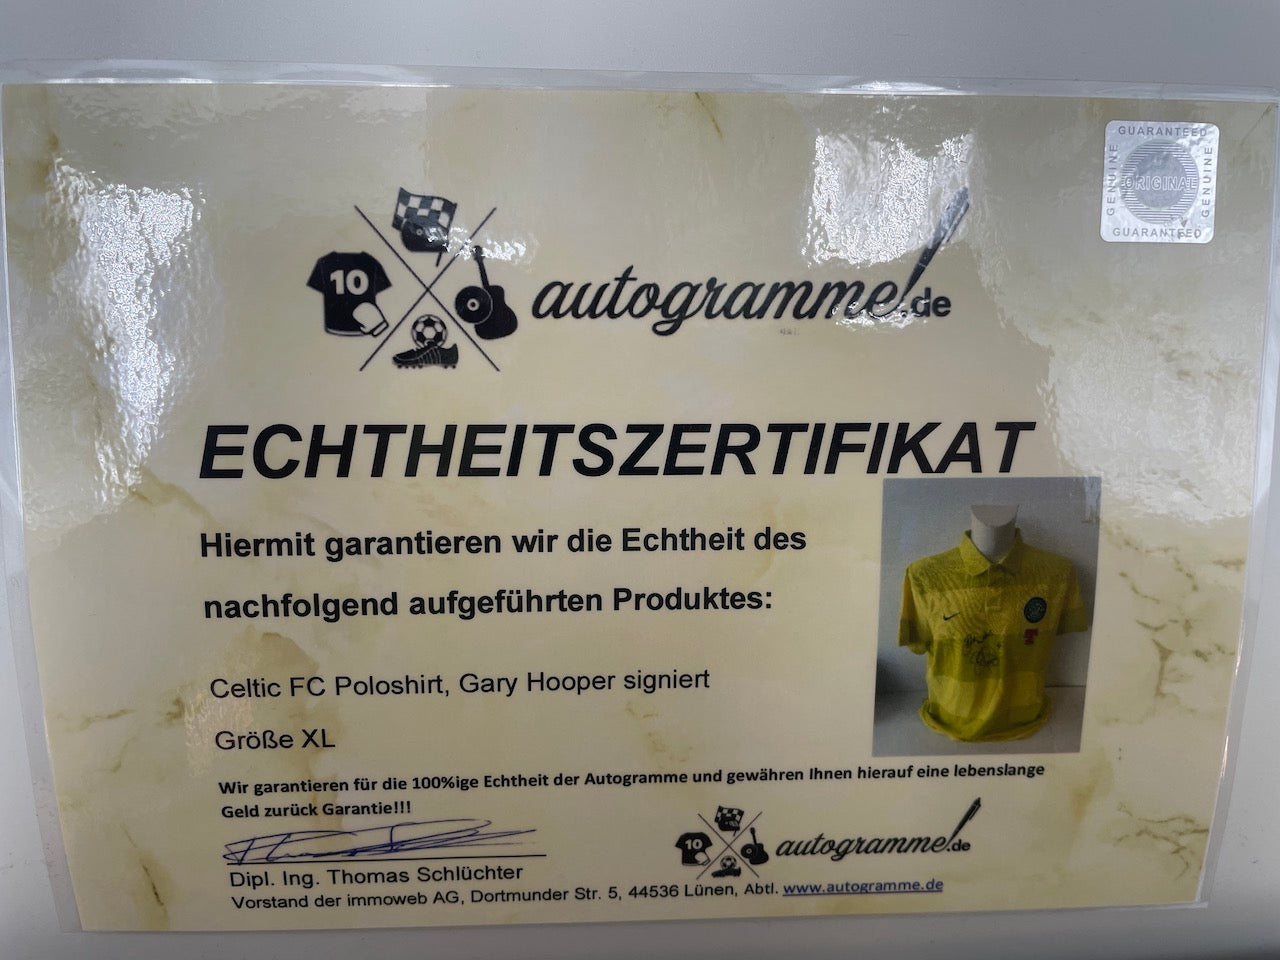 GUARANTEED
GENUINE
ORIGINAL
GENUINE
GUARANTEED
10
autogramme.de
ECHTHEITSZERTIFIKAT
Hiermit garantieren wir die Echtheit des
nachfolgend aufgeführten Produktes:
Celtic FC Poloshirt, Gary Hooper signiert
Größe XL
Wir garantieren für die 100%ige Echtheit der Autogramme und gewähren Ihnen hierauf eine lebenslange
Geld zurück Garantie!!!
10
autogramme.de
Dipl. Ing. Thomas Schlüchter
Vorstand der immoweb AG, Dortmunder Str. 5, 44536 Lünen, Abtl. www.autogramme.de